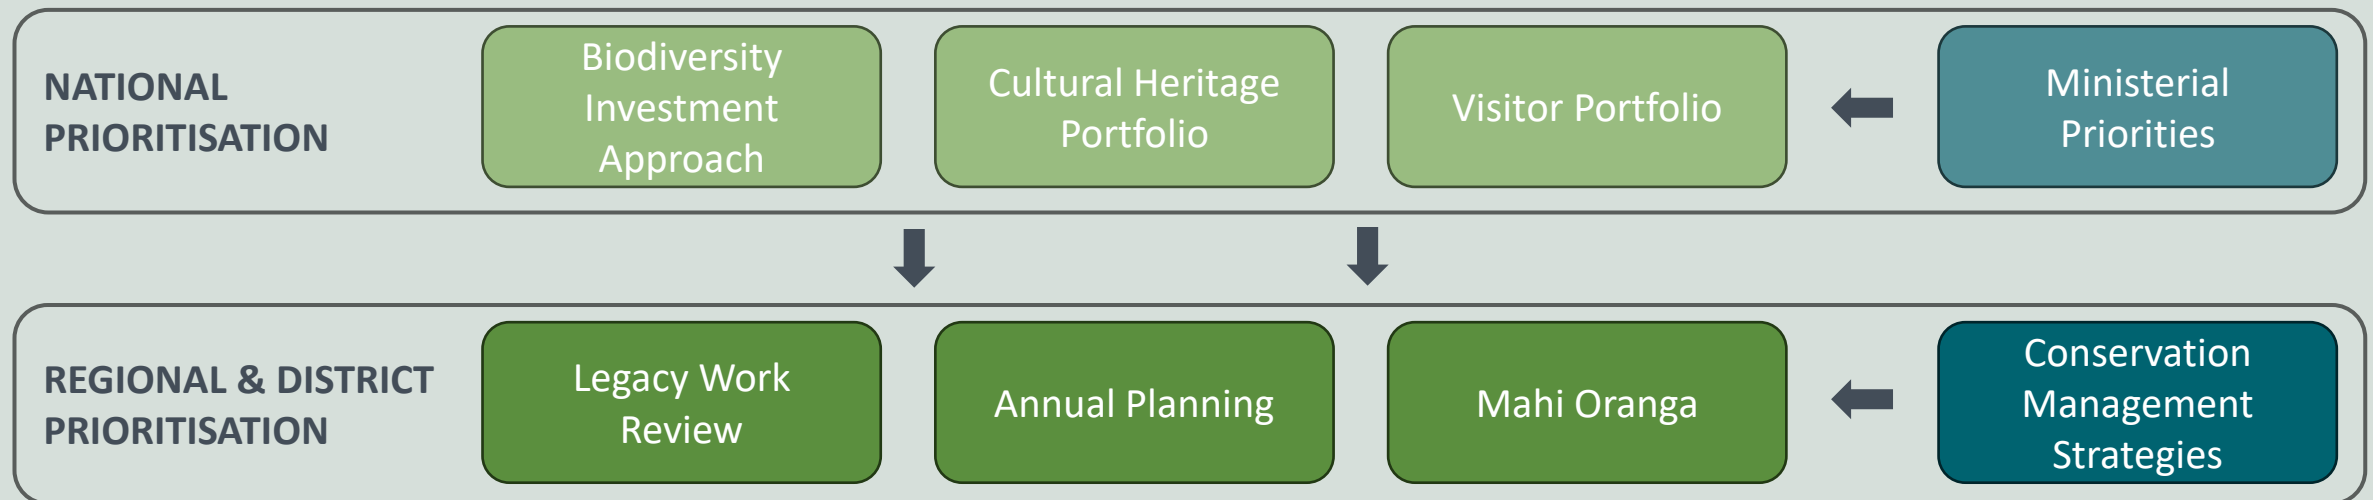 NATIONAL
PRIORITISATION
Biodiversity
Investment
Approach
Cultural Heritage
Portfolio
Visitor Portfolio
Ministerial
Priorities
REGIONAL & DISTRICT
PRIORITISATION
Legacy Work
Review
Annual Planning
Mahi Oranga
Conservation
Management
Strategies